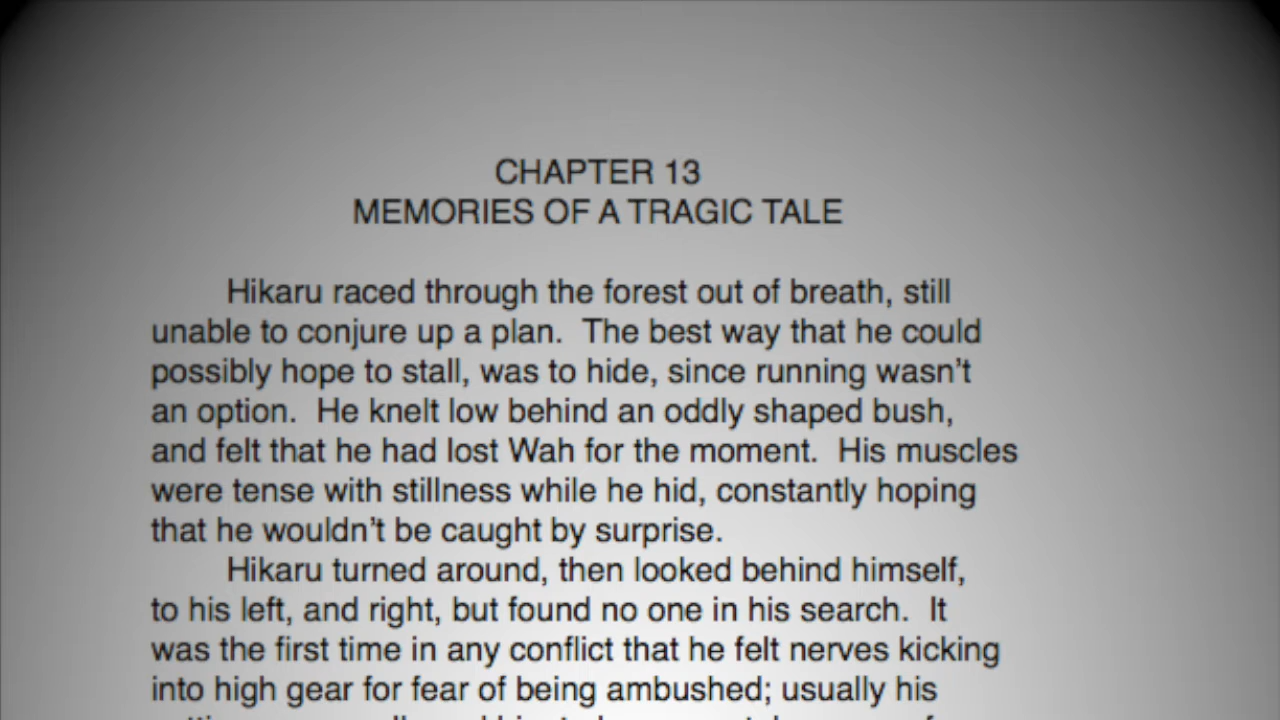 CHAPTER 13
MEMORIES OF A TRAGIC TALE
Hikaru raced through the forest out of breath, still
unable to conjure up a plan.  The best way that he could
possibly hope to stall, was to hide, since running wasn’t
an option.  He knelt low behind an oddly shaped bush,
and felt that he had lost Wah for the moment.  His muscles
were tense with stillness while he hid, constantly hoping
that he wouldn’t be caught by surprise.
Hikaru turned around, then looked behind himself,
to his left, and right, but found no one in his search.  It
was the first time in any conflict that he felt nerves kicking
into high gear for fear of being ambushed; usually his